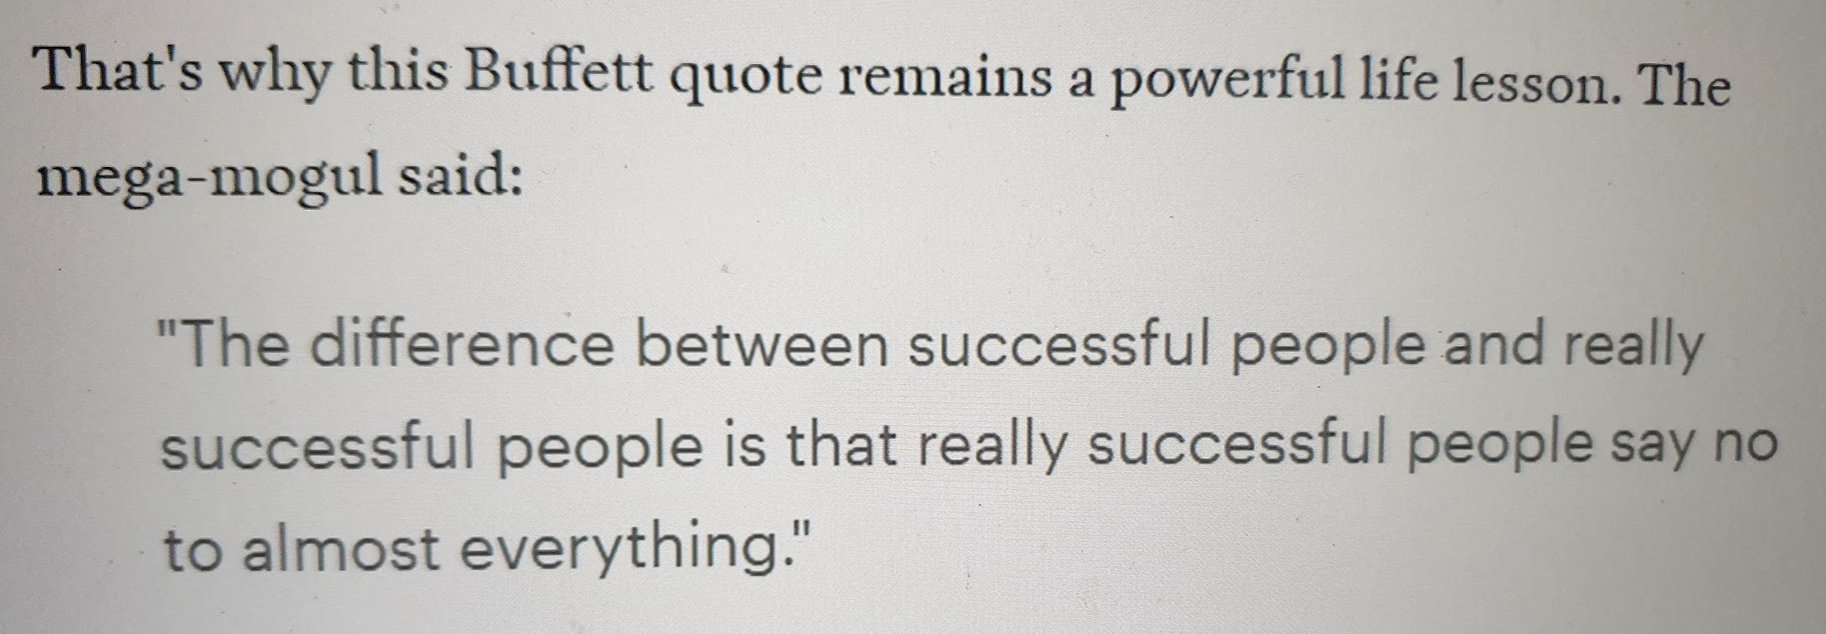 That's why this Buffett quote remains a powerful life lesson. The
mega-mogul said:
"The difference between successful people and really
successful people is that really successful people say no
to almost everything."